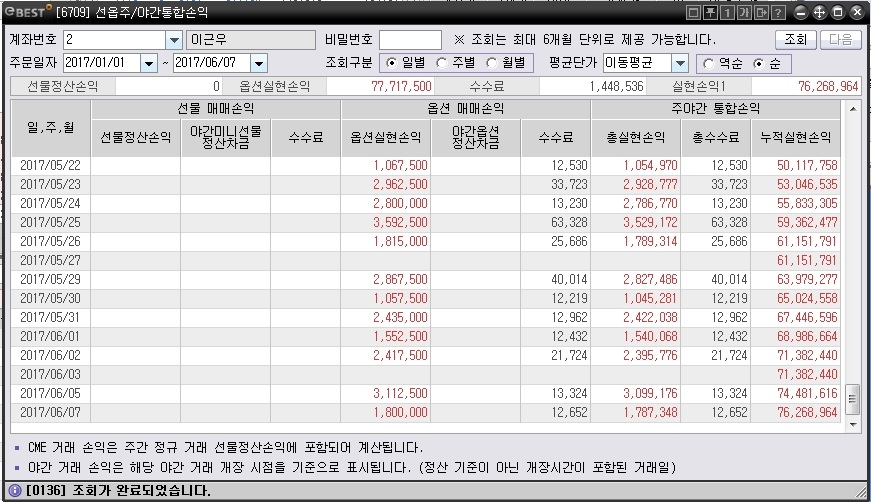 eBEST [6709] 선옵주/야간통합손익
계좌번호 2 이근우 비밀번호 ※ 조회는 최대 6개월 단위로 제공 가능합니다. 조회 다음
주문일자 2017/01/01 ~ 2017/06/07 조회구분 일별 주별 월별 평균단가 이동평균 역순 순
선물정산손익 0 옵션실현손익 77,717,500 수수료 1,448,536 실현손익1 76,268,964
일,주,월 선물 매매손익 옵션 매매손익 주야간 통합손익
선물정산손익 야간미니선물 정산차금 수수료 옵션실현손익 야간옵션 정산차금 수수료 총실현손익 총수수료 누적실현손익
2017/05/22 1,067,500 12,530 1,054,970 12,530 50,117,758
2017/05/23 2,962,500 33,723 2,928,777 33,723 53,046,535
2017/05/24 2,800,000 13,230 2,786,770 13,230 55,833,305
2017/05/25 3,592,500 63,328 3,529,172 63,328 59,362,477
2017/05/26 1,815,000 25,686 1,789,314 25,686 61,151,791
2017/05/27 61,151,791
2017/05/29 2,867,500 40,014 2,827,486 40,014 63,979,277
2017/05/30 1,057,500 12,219 1,045,281 12,219 65,024,558
2017/05/31 2,435,000 12,962 2,422,038 12,962 67,446,596
2017/06/01 1,552,500 12,432 1,540,068 12,432 68,986,664
2017/06/02 2,417,500 21,724 2,395,776 21,724 71,382,440
2017/06/03 71,382,440
2017/06/05 3,112,500 13,324 3,099,176 13,324 74,481,616
2017/06/07 1,800,000 12,652 1,787,348 12,652 76,268,964
▪ CME 거래 손익은 주간 정규 거래 선물정산손익에 포함되어 계산됩니다.
▪ 야간 거래 손익은 해당 야간 거래 개장 시점을 기준으로 표시됩니다. (정산 기준이 아닌 개장시간이 포함된 거래일)
[0136] 조회가 완료되었습니다.